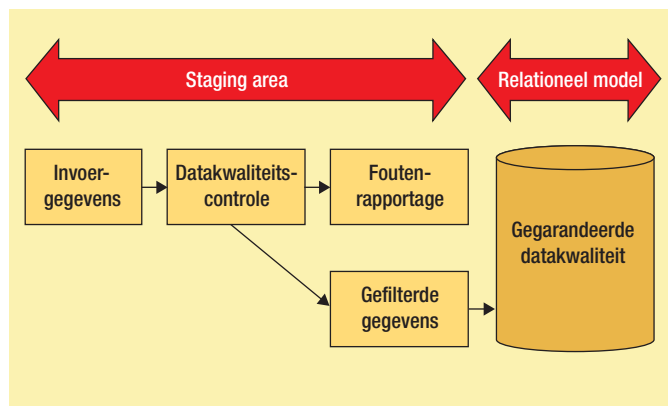 Staging area
Relationeel model
Invoer-
gegevens
Datakwaliteits-
controle
Fouten-
rapportage
Gegarandeerde
datakwaliteit
Gefilterde
gegevens